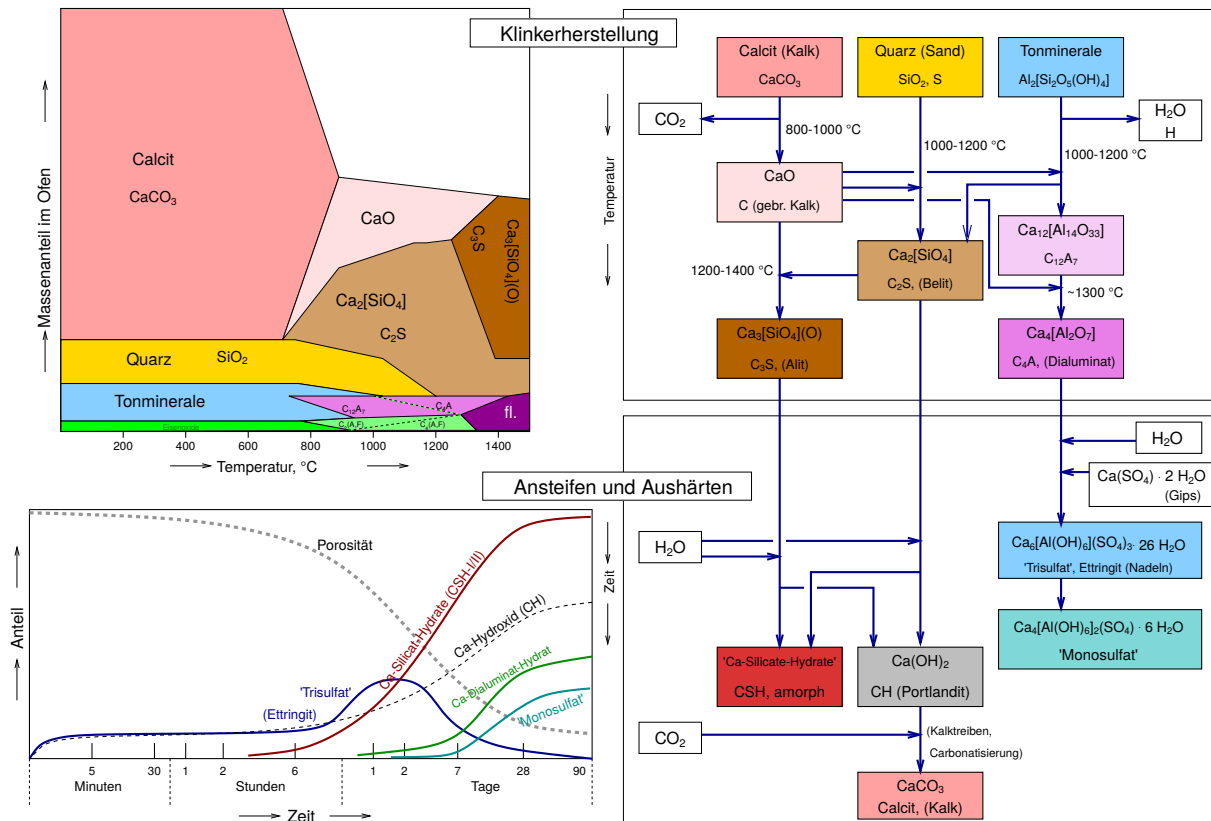 Klinkerherstellung
Massenanteil im Ofen
Calcit
CaCO₃
CaO
Ca₂[SiO₄]
C₂S
C₃S
Ca₃[SiO₄](O)
Quarz SiO₂
Tonminerale
C₁₂A₇
C₄A
fl.
Eisenoxide
C₂(A,F)
C₄(A,F)
200 400 600 800 1000 1200 1400
Temperatur, °C
Temperatur
Calcit (Kalk)
CaCO₃
Quarz (Sand)
SiO₂, S
Tonminerale
Al₂[Si₂O₅(OH)₄]
CO₂
H₂O
H
800-1000 °C
1000-1200 °C
1000-1200 °C
CaO
C (gebr. Kalk)
Ca₁₂[Al₁₄O₃₃]
C₁₂A₇
Ca₂[SiO₄]
C₂S, (Belit)
1200-1400 °C
~1300 °C
Ca₃[SiO₄](O)
C₃S, (Alit)
Ca₄[Al₂O₇]
C₄A, (Dialuminat)
Ansteifen und Aushärten
Anteil
Porosität
'Trisulfat'
(Ettringit)
Ca-Silicat-Hydrate (CSH-I/II)
Ca-Hydroxid (CH)
Ca-Dialuminat-Hydrat
'Monosulfat'
5 30 1 2 6 1 2 7 28 90
Minuten Stunden Tage
Zeit
Zeit
H₂O
Ca(SO₄) · 2 H₂O
(Gips)
H₂O
Ca₆[Al(OH)₆](SO₄)₃· 26 H₂O
'Trisulfat', Ettringit (Nadeln)
Ca₄[Al(OH)₆]₂(SO₄) · 6 H₂O
'Monosulfat'
'Ca-Silicate-Hydrate'
CSH, amorph
Ca(OH)₂
CH (Portlandit)
CO₂
(Kalktreiben,
Carbonatisierung)
CaCO₃
Calcit, (Kalk)